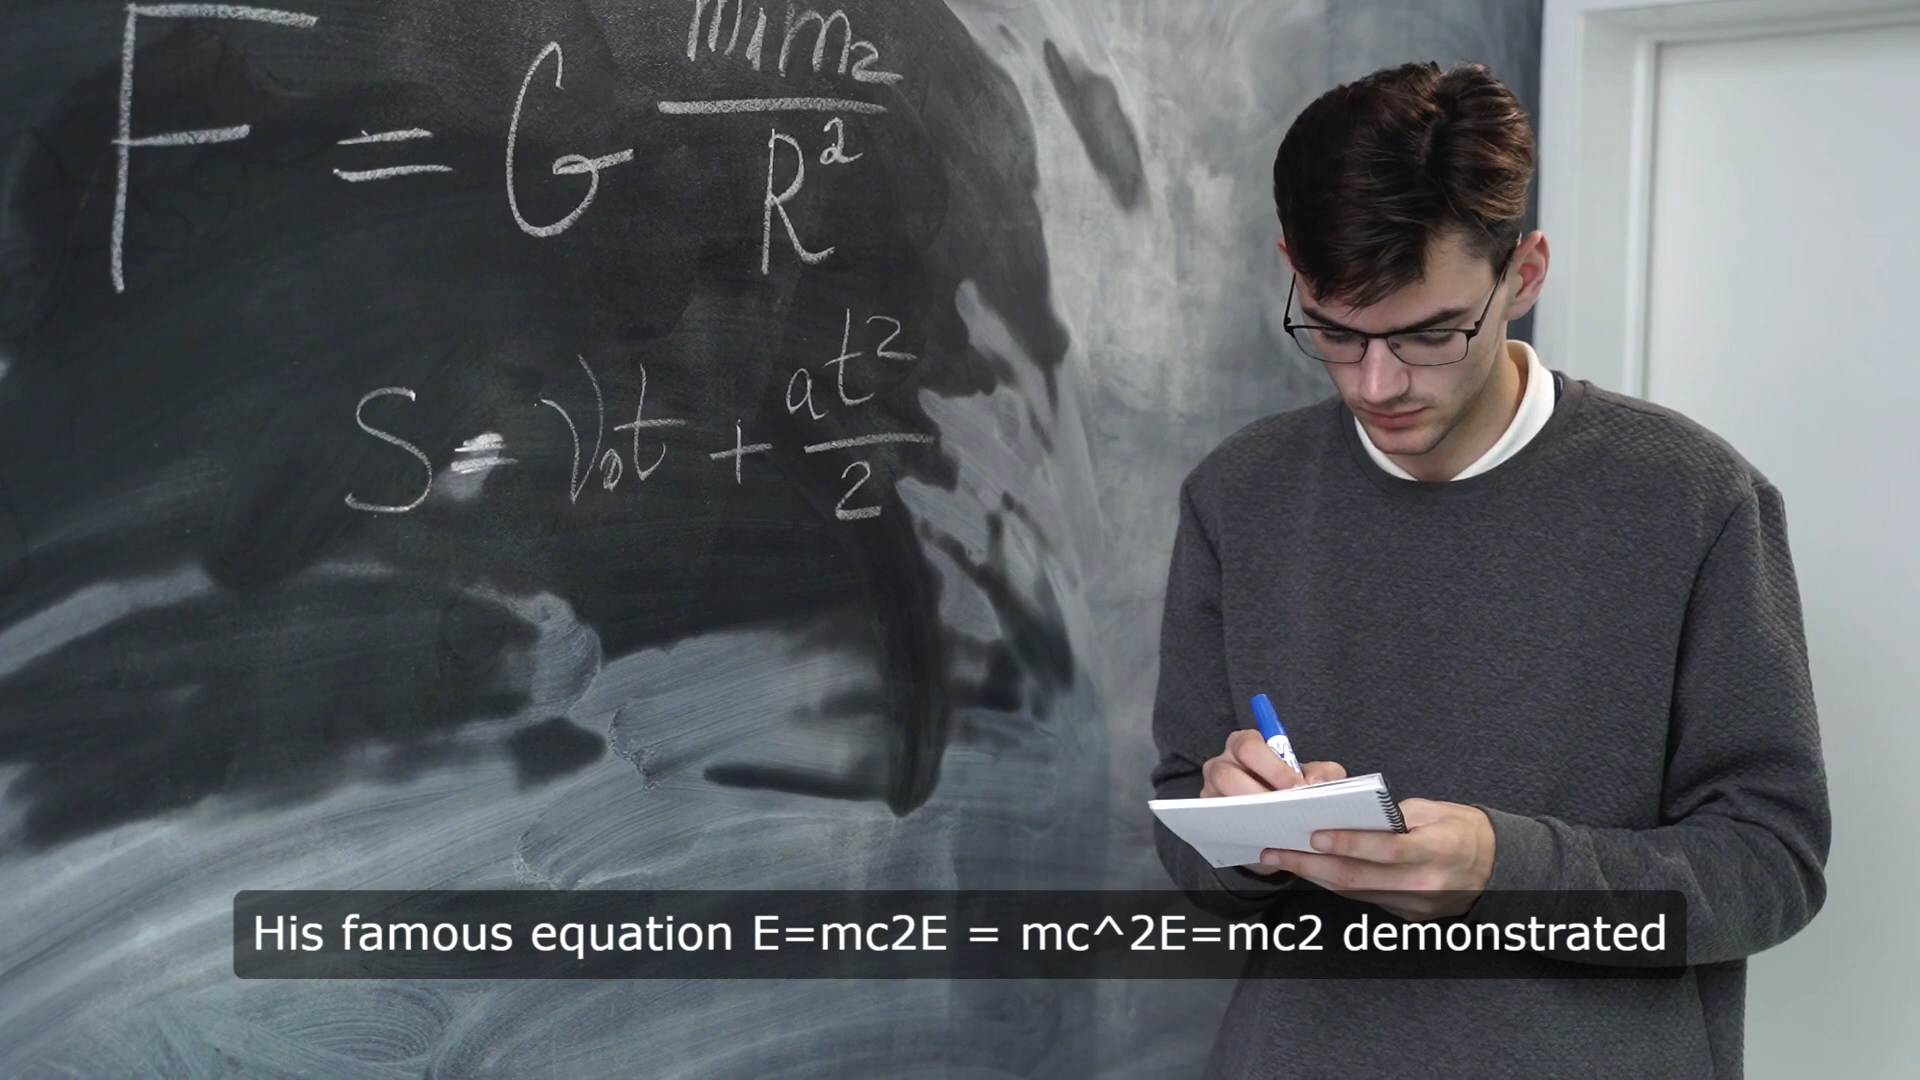 F = G m₁m₂/R²
S = V₀t + at²/2
His famous equation E=mc2E = mc^2E=mc2 demonstrated